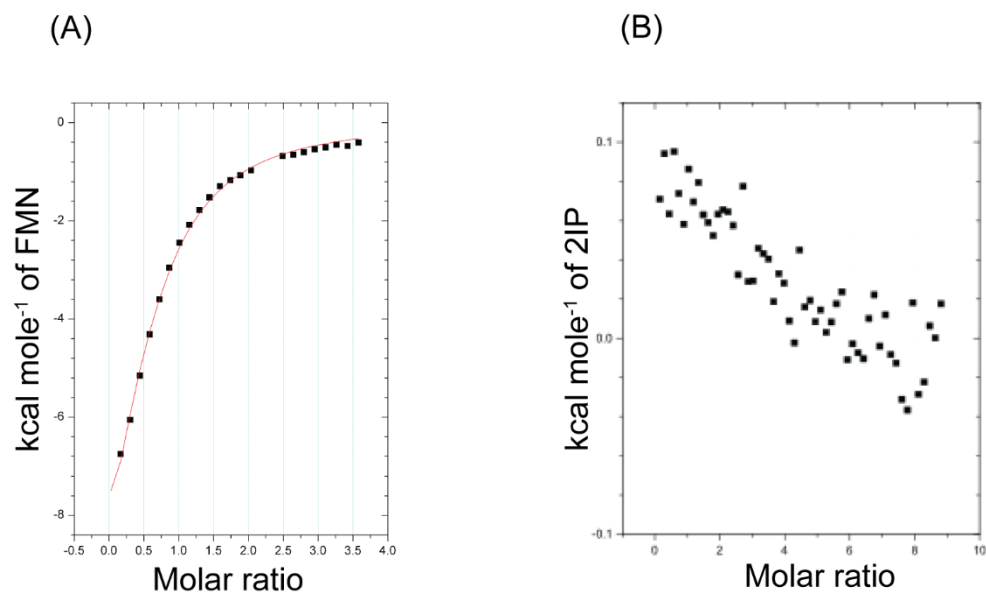 (A)
(B)
kcal mole⁻¹ of FMN
0
-2
-4
-6
-8
-0.5 0.0 0.5 1.0 1.5 2.0 2.5 3.0 3.5 4.0
Molar ratio
kcal mole⁻¹ of 2IP
0.1
0.0
-0.1
0 2 4 6 8 10
Molar ratio